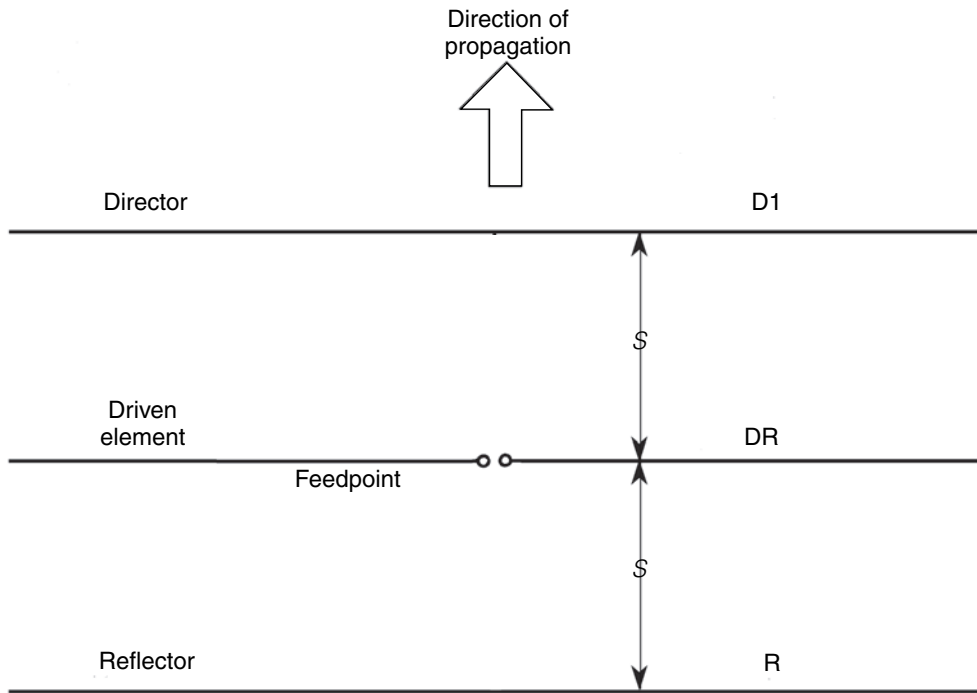 Direction of
propagation
Director
D1
S
Driven
element
DR
Feedpoint
S
Reflector
R